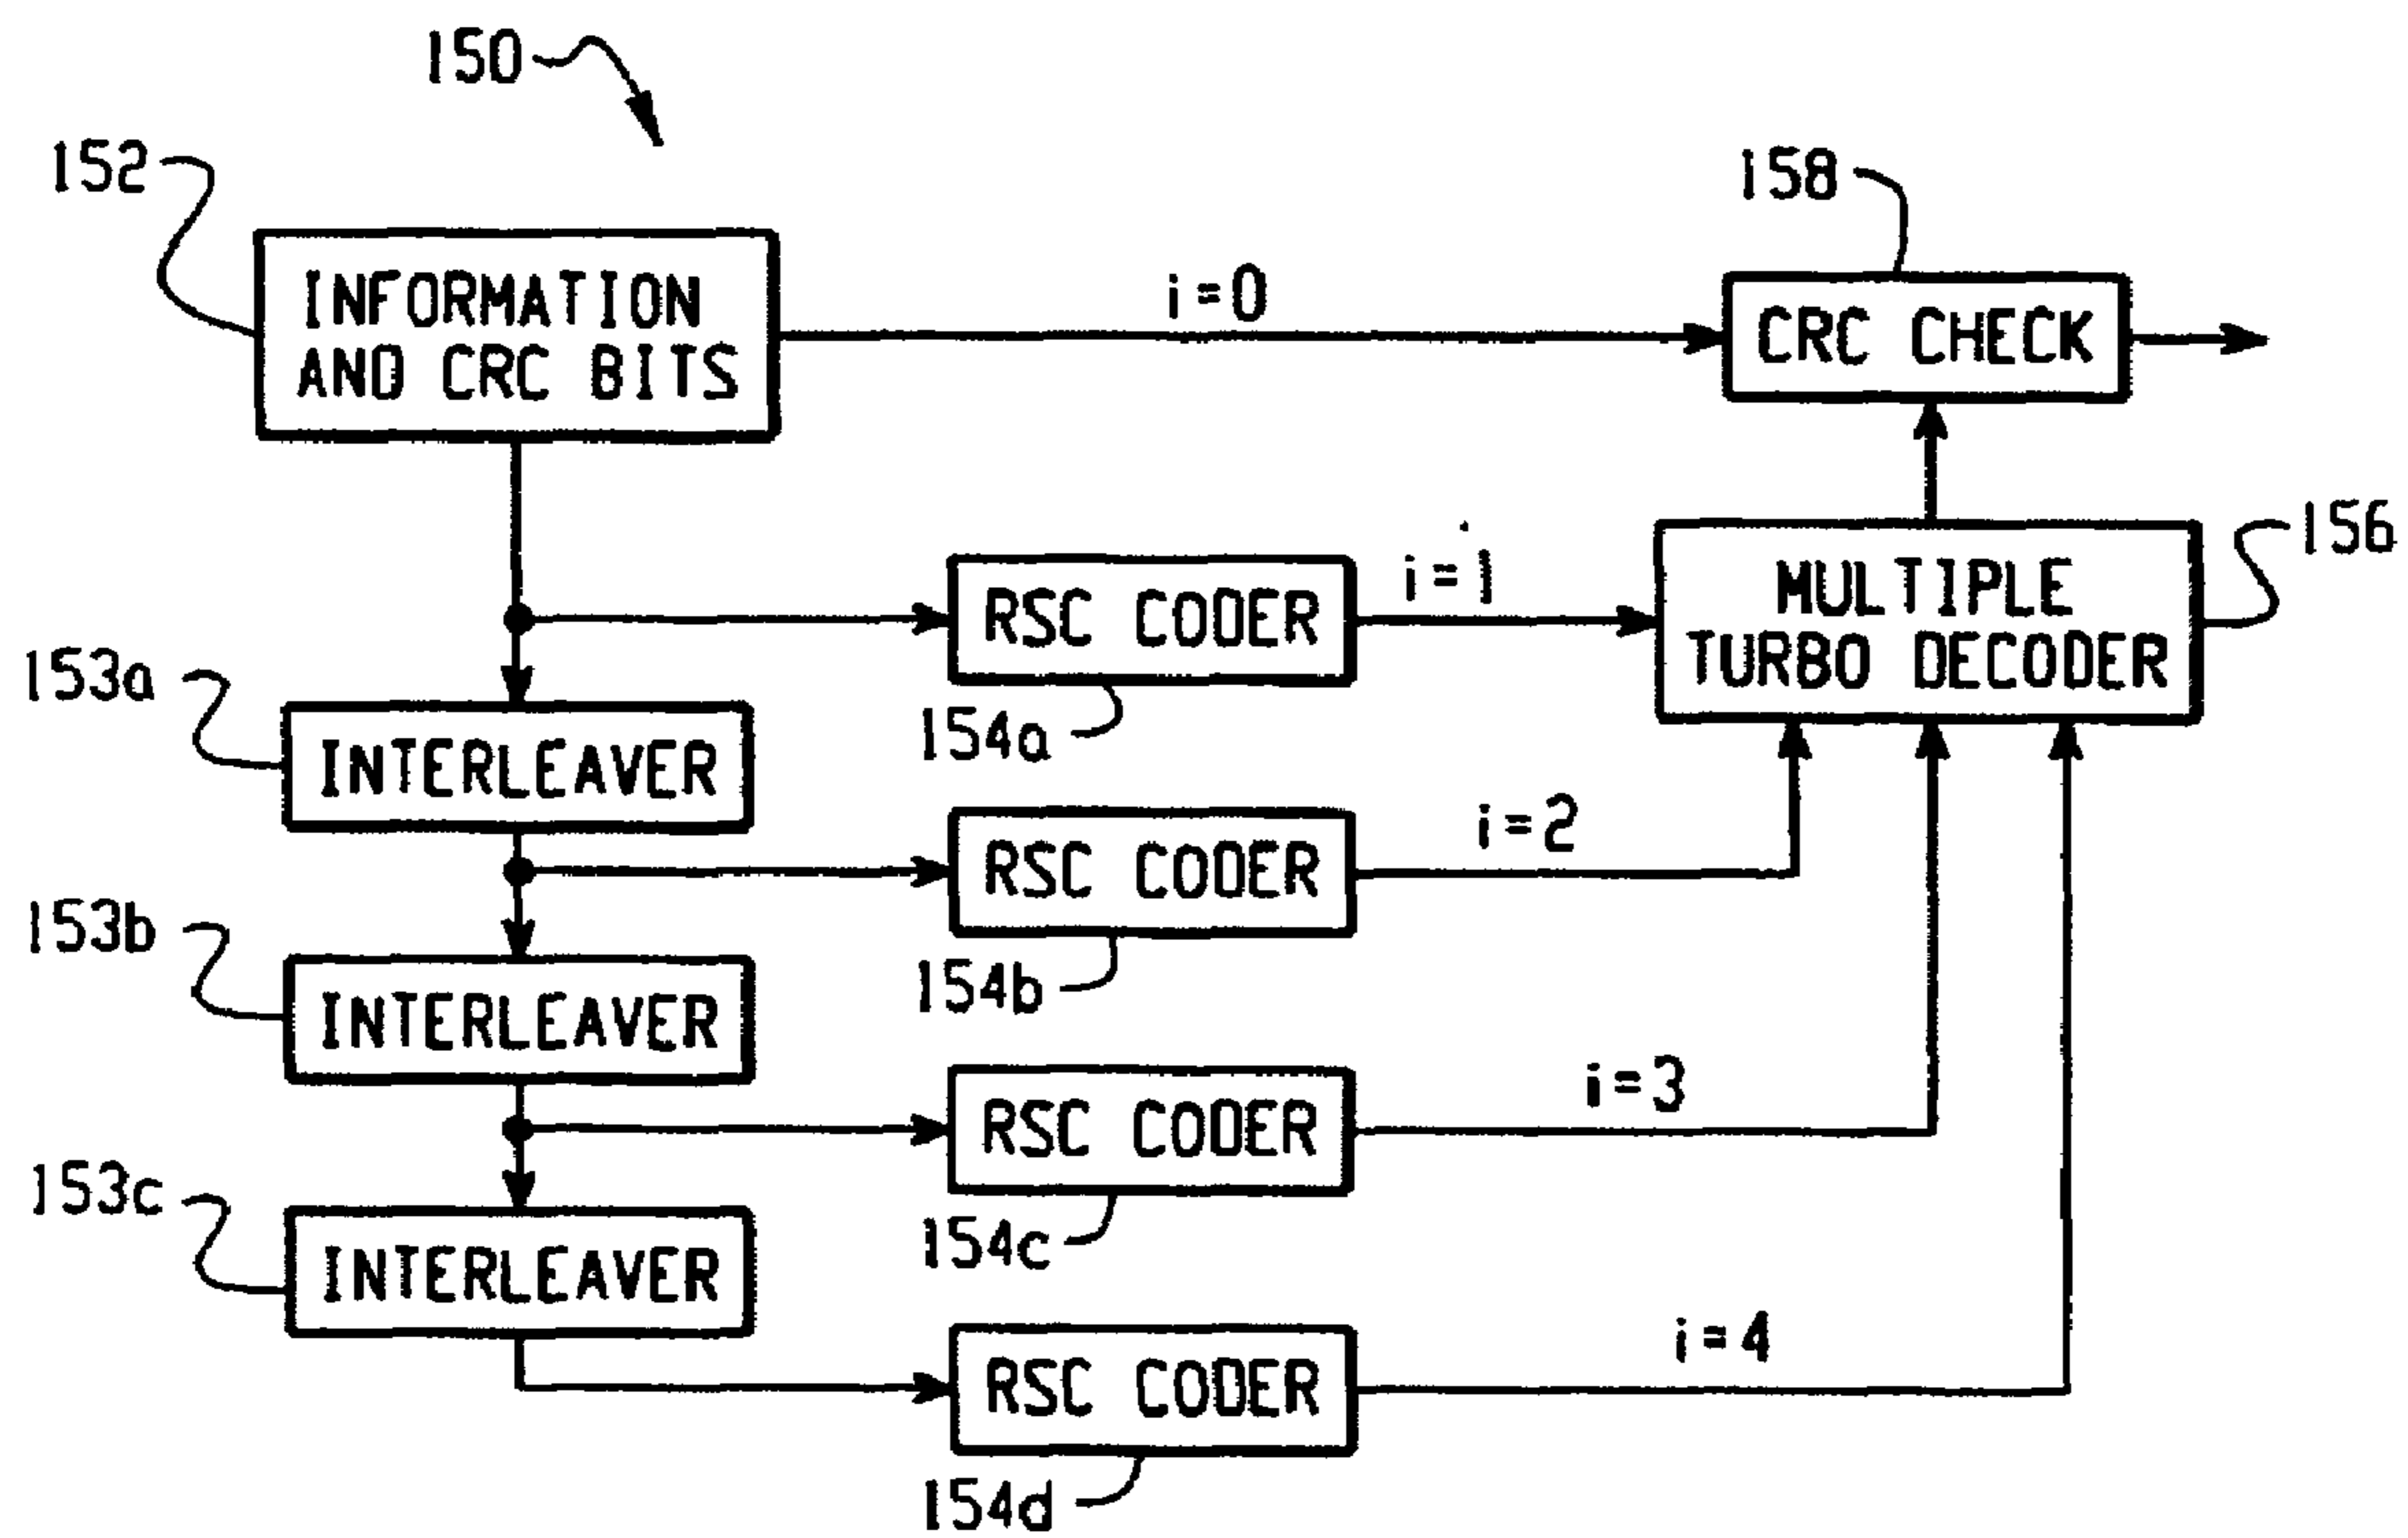 150
152
158
INFORMATION
AND CRC BITS
i=0
CRC CHECK
156
RSC CODER
i=1
MULTIPLE
TURBO DECODER
153a
154a
INTERLEAVER
i=2
RSC CODER
153b
154b
INTERLEAVER
i=3
RSC CODER
153c
154c
INTERLEAVER
i=4
RSC CODER
154d